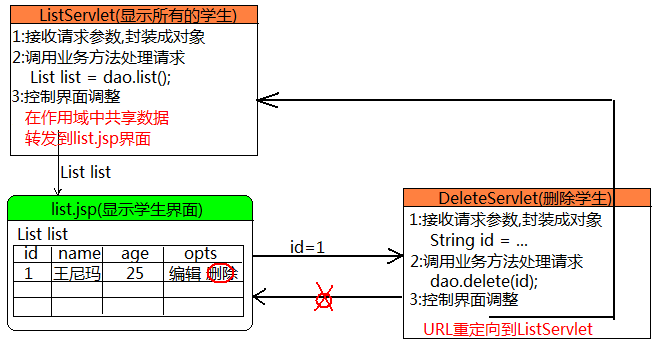 ListServlet(显示所有的学生)
1:接收请求参数,封装成对象
2:调用业务方法处理请求
List list = dao.list();
3:控制界面调整
在作用域中共享数据
转发到list.jsp界面
List list
list.jsp(显示学生界面)
List list
id name age opts
1 王尼玛 25 编辑 删除
id=1
DeleteServlet(删除学生)
1:接收请求参数,封装成对象
String id = ...
2:调用业务方法处理请求
dao.delete(id);
3:控制界面调整
URL重定向到ListServlet